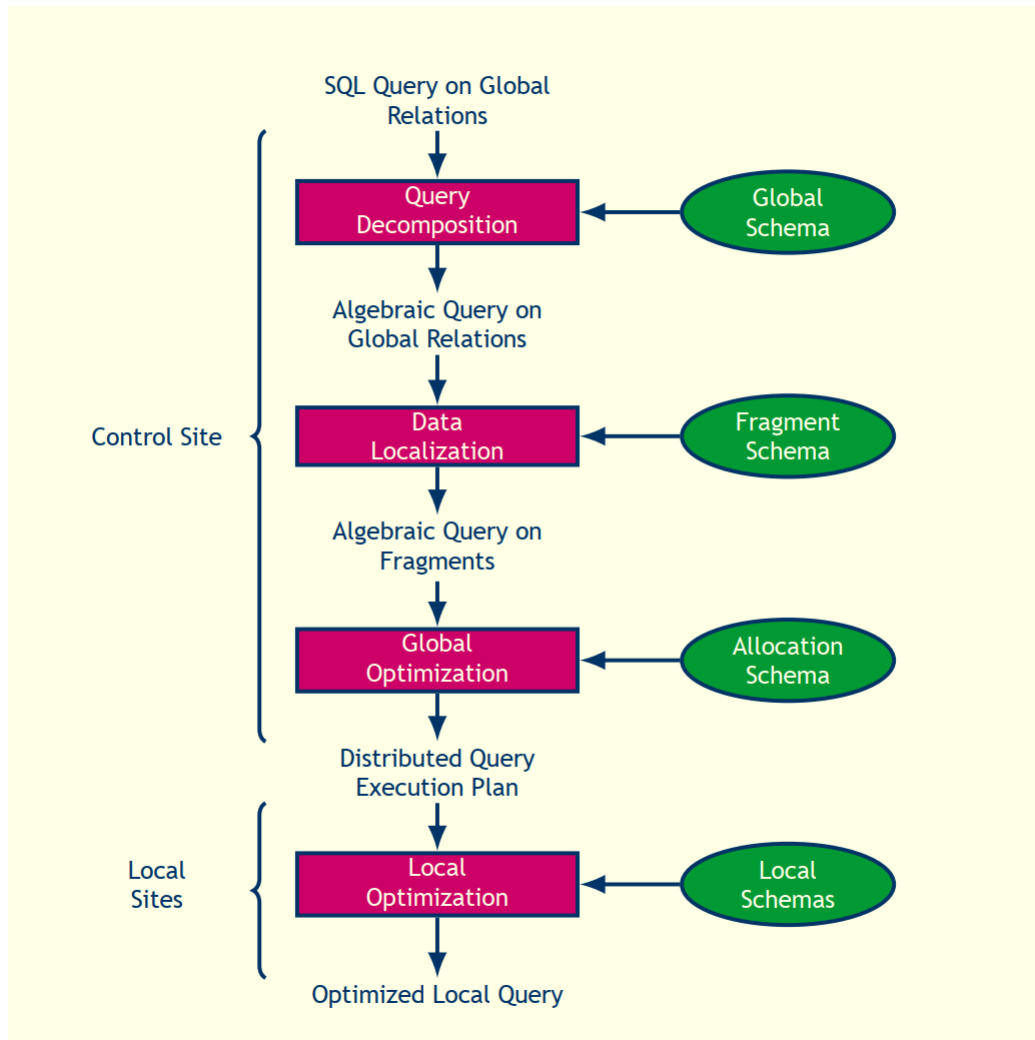 SQL Query on Global
Relations
Query
Decomposition
Global
Schema
Algebraic Query on
Global Relations
Control Site
Data
Localization
Fragment
Schema
Algebraic Query on
Fragments
Global
Optimization
Allocation
Schema
Distributed Query
Execution Plan
Local
Sites
Local
Optimization
Local
Schemas
Optimized Local Query